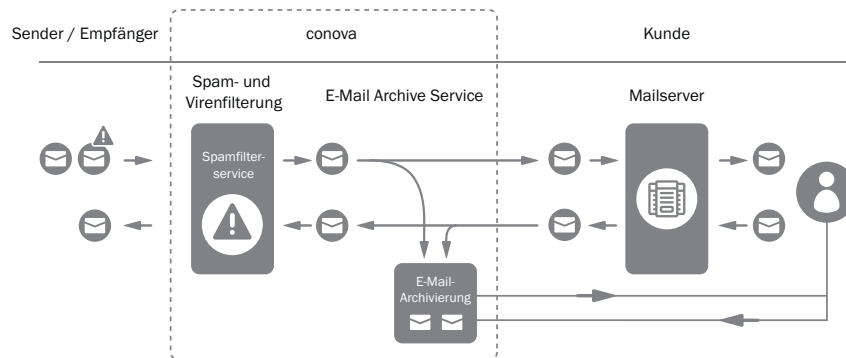 Sender / Empfänger
conova
Kunde
Spam- und
Virenfilterung
E-Mail Archive Service
Mailserver
Spamfilter-
service
E-Mail-
Archivierung